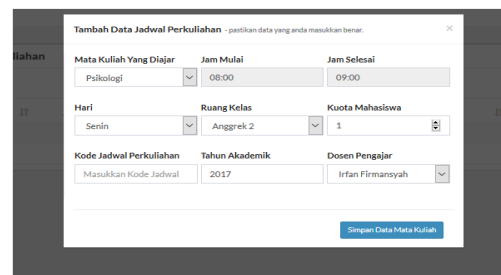 Tambah Data Jadwal Perkuliahan - pastikan data yang anda masukkan benar. ×
liahan
Mata Kuliah Yang Diajar Jam Mulai Jam Selesai
Psikologi 08:00 09:00
Hari Ruang Kelas Kuota Mahasiswa
Senin Anggrek 2 1
Kode Jadwal Perkuliahan Tahun Akademik Dosen Pengajar
Masukkan Kode Jadwal 2017 Irfan Firmansyah
Simpan Data Mata Kuliah